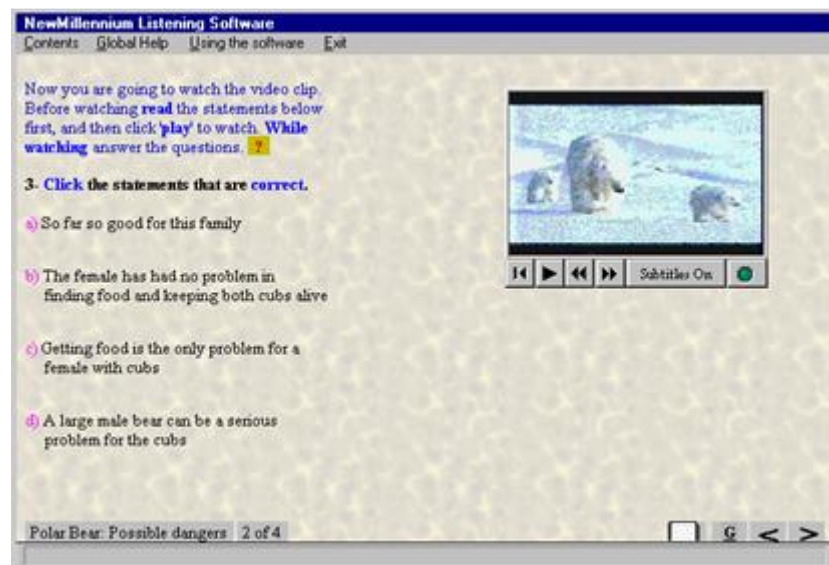 NewMillennium Listening Software
Contents Global Help Using the software Exit
Now you are going to watch the video clip.
Before watching read the statements below
first, and then click 'play' to watch. While
watching answer the questions. ?
3- Click the statements that are correct.
a) So far so good for this family
b) The female has had no problem in
finding food and keeping both cubs alive
c) Getting food is the only problem for a
female with cubs
d) A large male bear can be a serious
problem for the cubs
Subtitles On
Polar Bear: Possible dangers 2 of 4
G < >